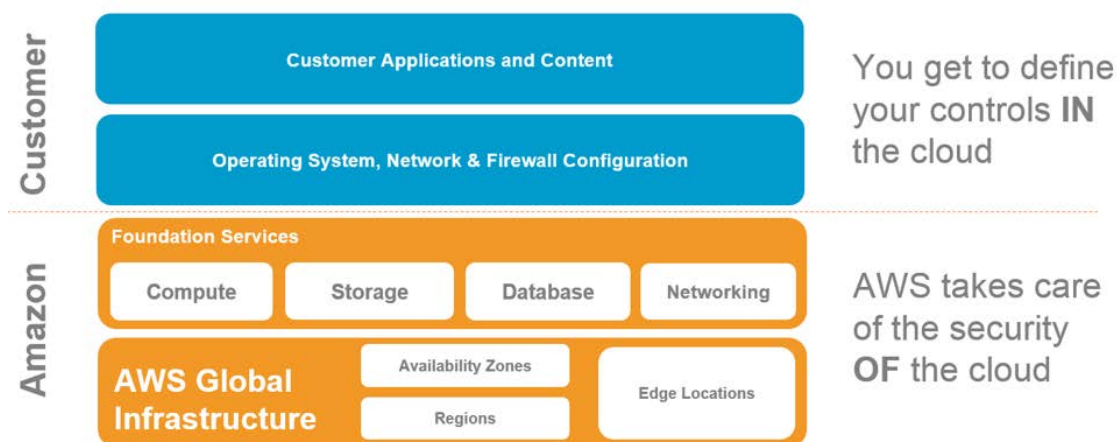 Customer
Customer Applications and Content
Operating System, Network & Firewall Configuration
You get to define
your controls IN
the cloud
Amazon
Foundation Services
Compute
Storage
Database
Networking
AWS Global
Infrastructure
Availability Zones
Regions
Edge Locations
AWS takes care
of the security
OF the cloud